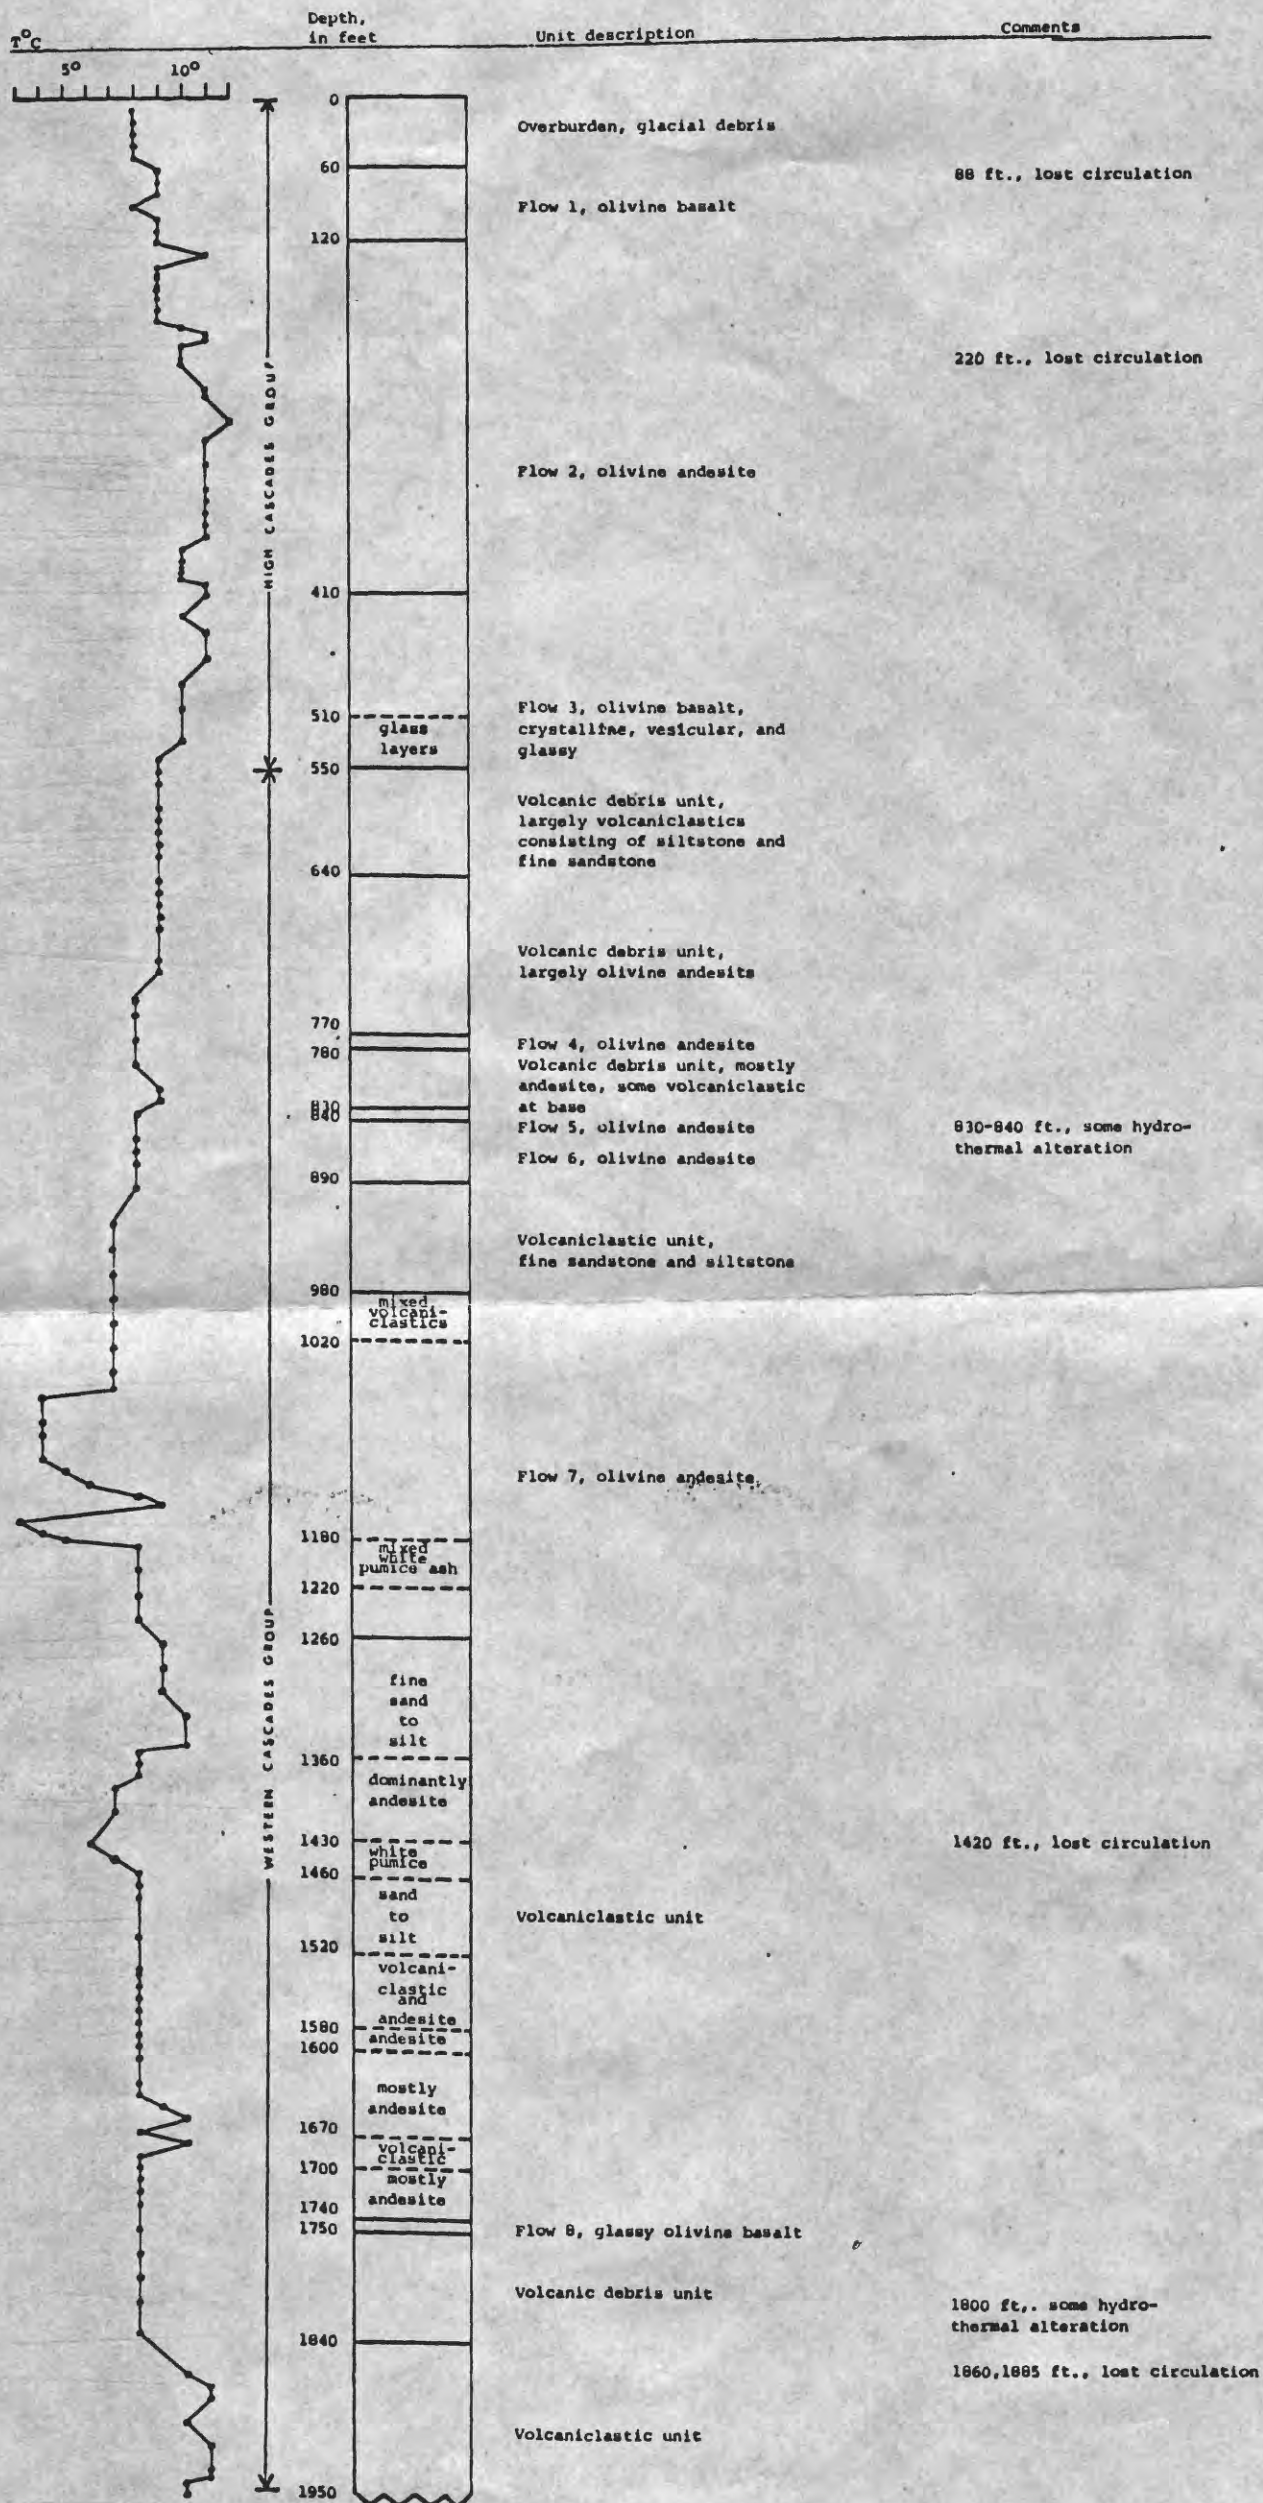 T°C
Depth,
in feet
Unit description
Comments
5°
10°
0
Overburden, glacial debris
60
88 ft., lost circulation
Flow 1, olivine basalt
120
220 ft., lost circulation
HIGH CASCADES GROUP
Flow 2, olivine andesite
410
510
glass
layers
Flow 3, olivine basalt,
crystalline, vesicular, and
glassy
550
Volcanic debris unit,
largely volcaniclastics
consisting of siltstone and
fine sandstone
640
Volcanic debris unit,
largely olivine andesits
770
Flow 4, olivine andesite
780
Volcanic debris unit, mostly
andesite, some volcaniclastic
at base
830
840
Flow 5, olivine andesite
830-840 ft., some hydro-
thermal alteration
Flow 6, olivine andesite
890
Volcaniclastic unit,
fine sandstone and siltstone
980
mixed
volcani-
clastics
1020
Flow 7, olivine andesite
1180
mixed
white
pumice ash
1220
WESTERN CASCADES GROUP
1260
fine
sand
to
silt
1360
dominantly
andesite
1430
1420 ft., lost circulation
white
pumice
1460
sand
to
silt
Volcaniclastic unit
1520
volcani-
clastic
and
andesite
1580
andesite
1600
mostly
andesite
1670
volcani-
clastic
1700
mostly
andesite
1740
1750
Flow 8, glassy olivine basalt
Volcanic debris unit
1800 ft,. some hydro-
thermal alteration
1840
1860,1885 ft., lost circulation
Volcaniclastic unit
1950